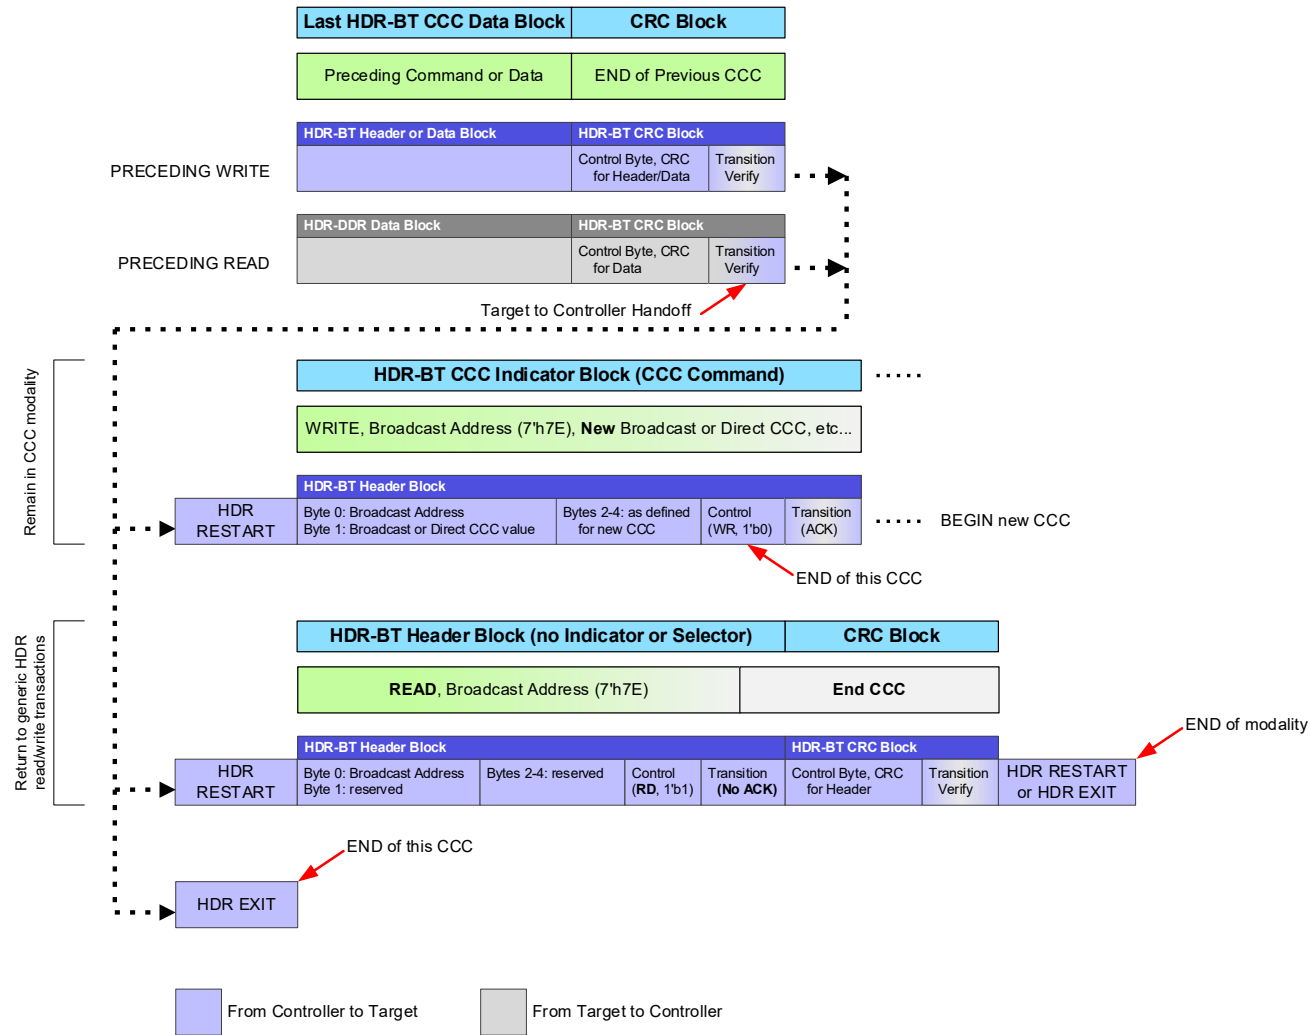 Last HDR-BT CCC Data Block
CRC Block
Preceding Command or Data
END of Previous CCC
HDR-BT Header or Data Block
HDR-BT CRC Block
PRECEDING WRITE
Control Byte, CRC
for Header/Data
Transition
Verify
HDR-DDR Data Block
HDR-BT CRC Block
PRECEDING READ
Control Byte, CRC
for Data
Transition
Verify
Target to Controller Handoff
Remain in CCC modality
HDR-BT CCC Indicator Block (CCC Command)
WRITE, Broadcast Address (7'h7E), New Broadcast or Direct CCC, etc...
HDR-BT Header Block
HDR
RESTART
Byte 0: Broadcast Address
Byte 1: Broadcast or Direct CCC value
Bytes 2-4: as defined
for new CCC
Control
(WR, 1'b0)
Transition
(ACK)
BEGIN new CCC
END of this CCC
Return to generic HDR
read/write transactions
HDR-BT Header Block (no Indicator or Selector)
CRC Block
READ, Broadcast Address (7'h7E)
End CCC
END of modality
HDR-BT Header Block
HDR-BT CRC Block
HDR
RESTART
Byte 0: Broadcast Address
Byte 1: reserved
Bytes 2-4: reserved
Control
(RD, 1'b1)
Transition
(No ACK)
Control Byte, CRC
for Header
Transition
Verify
HDR RESTART
or HDR EXIT
END of this CCC
HDR EXIT
From Controller to Target
From Target to Controller